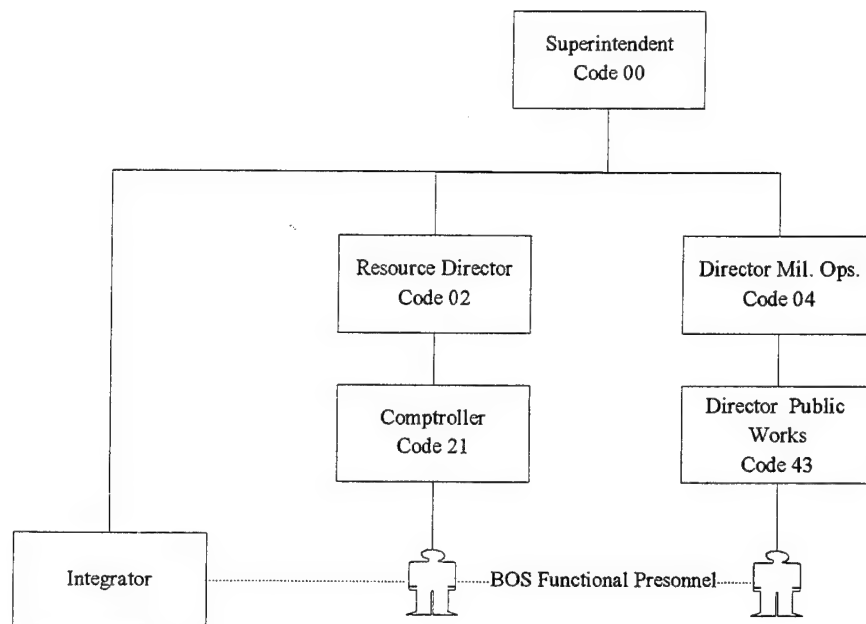 Superintendent
Code 00
Resource Director
Code 02
Director Mil. Ops.
Code 04
Comptroller
Code 21
Director Public
Works
Code 43
Integrator
BOS Functional Presonnel